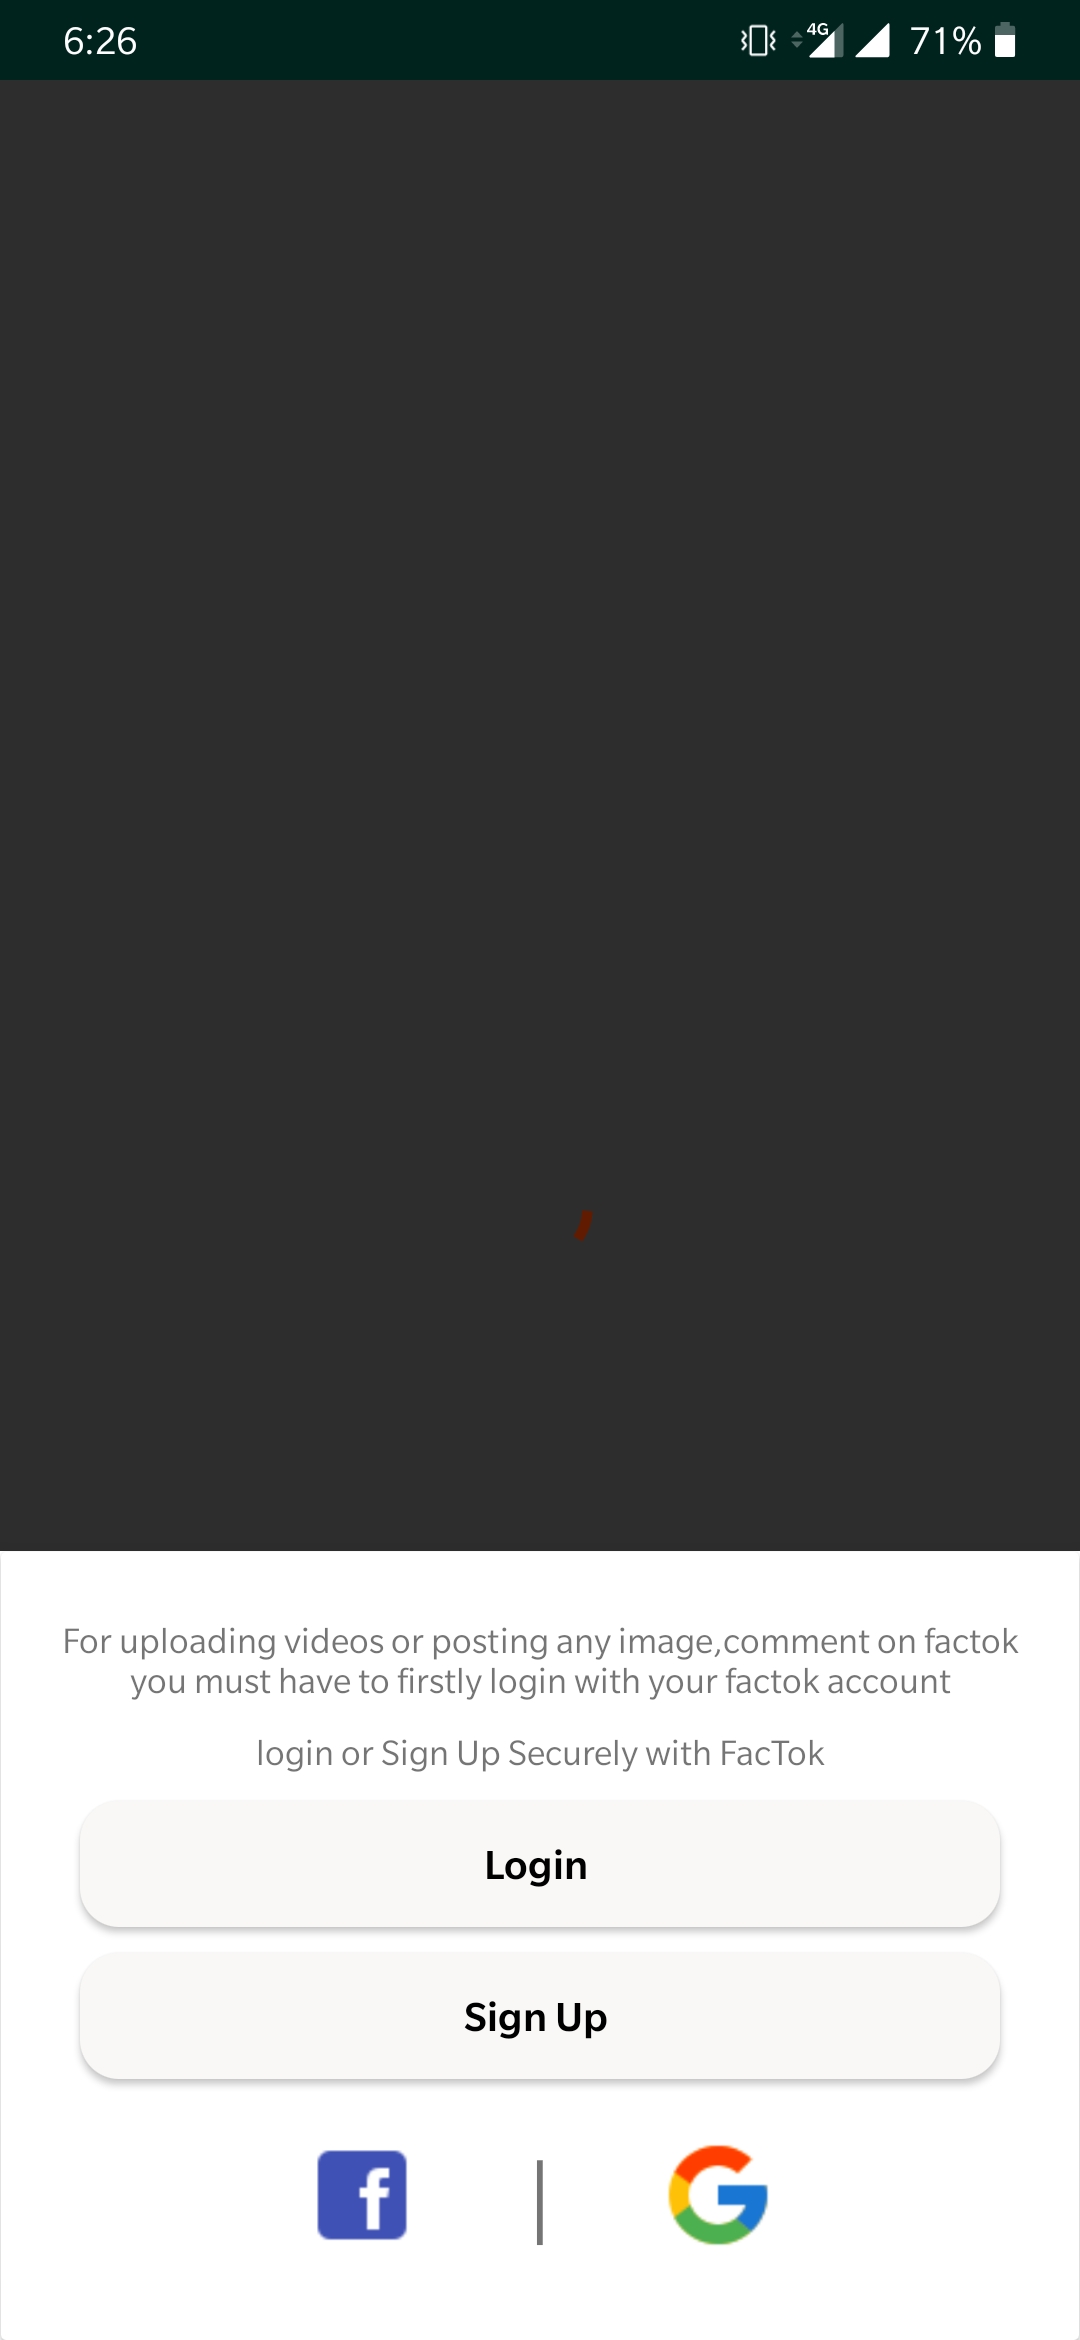 6:26
4G
71%
For uploading videos or posting any image,comment on factok
you must have to firstly login with your factok account
login or Sign Up Securely with FacTok
Login
Sign Up